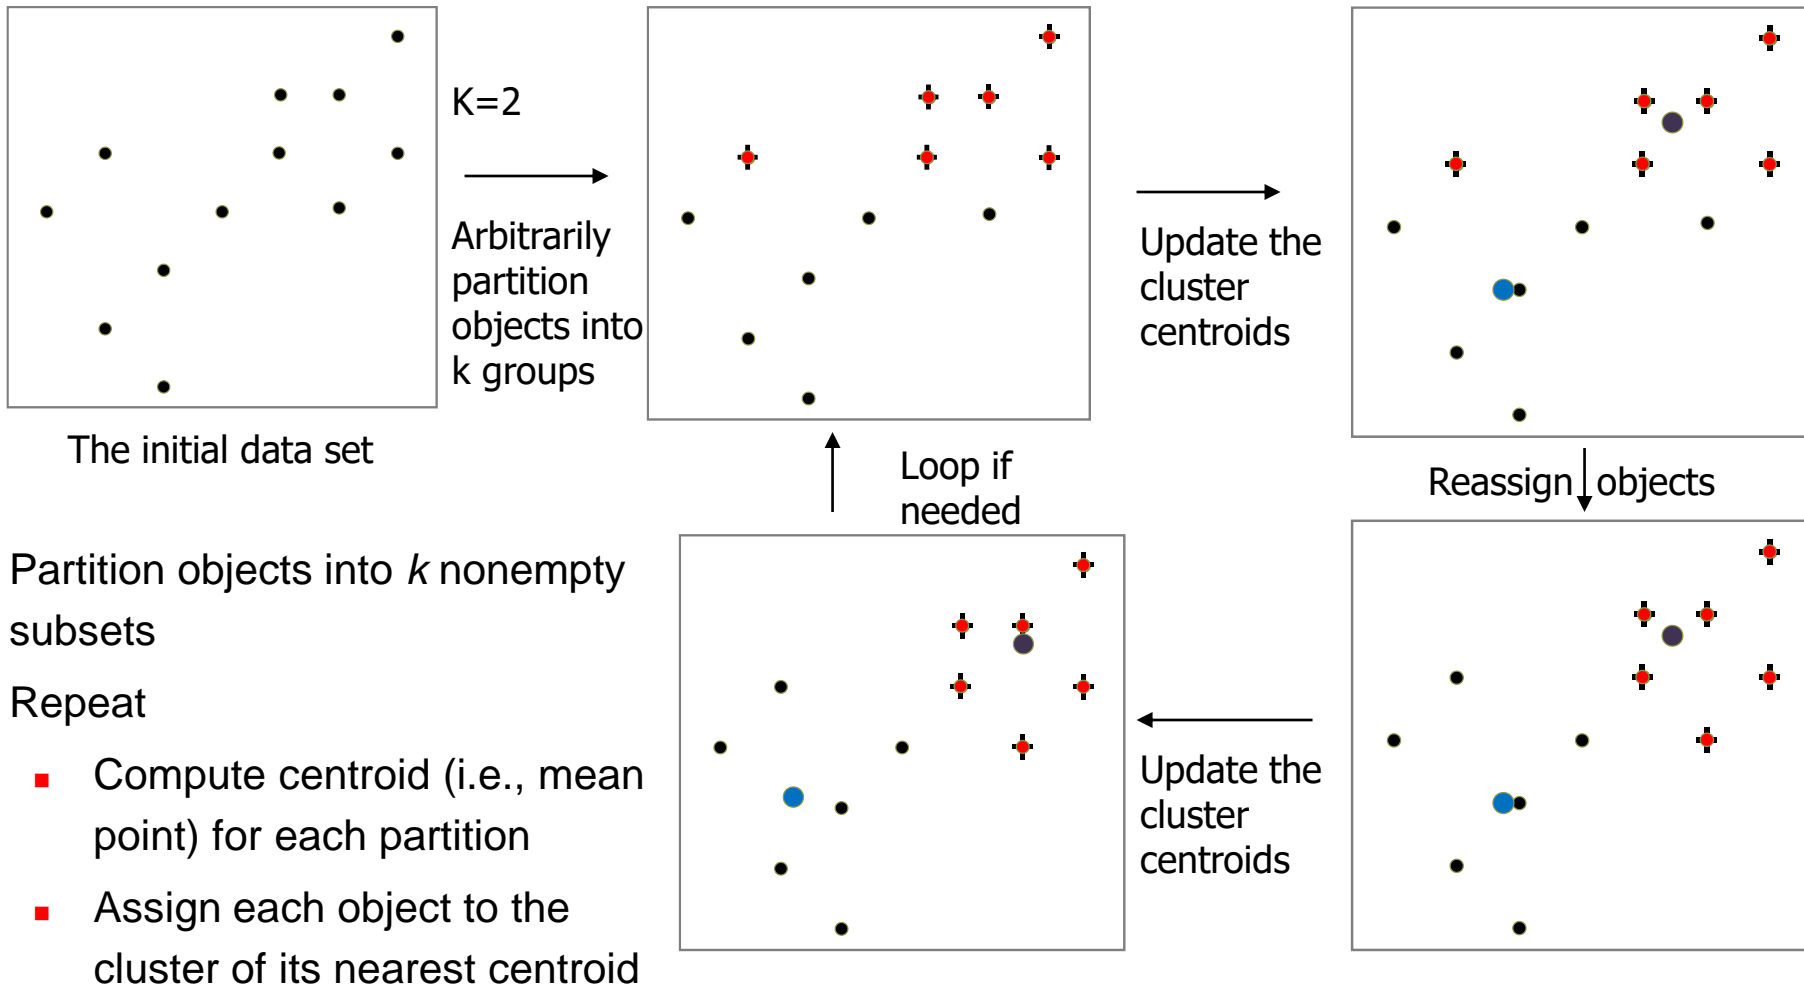 K=2
Arbitrarily
partition
objects into
k groups
Update the
cluster
centroids
The initial data set
Loop if
needed
Reassign objects
Update the
cluster
centroids
Partition objects into k nonempty
subsets
Repeat
▪ Compute centroid (i.e., mean
point) for each partition
▪ Assign each object to the
cluster of its nearest centroid